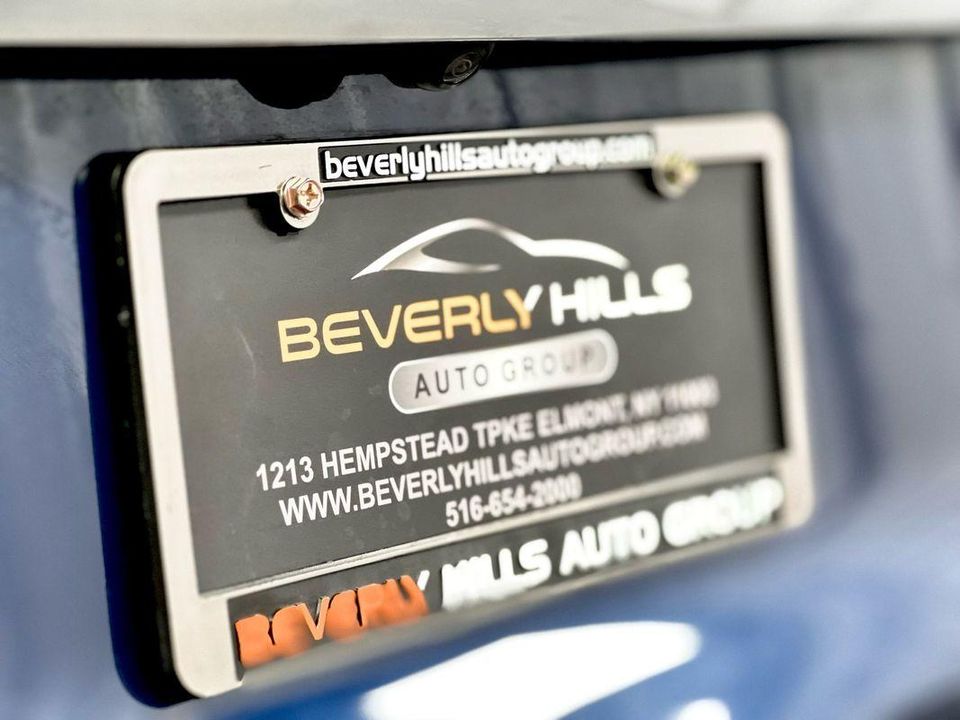 beverlyhillsautogroup.com
BEVERLY HILLS
AUTO GROUP
1213 HEMPSTEAD TPKE ELMONT, NY
WWW.BEVERLYHILLSAUTOGROUP.COM
516-654-2000
BEVERLY HILLS AUTO GROUP